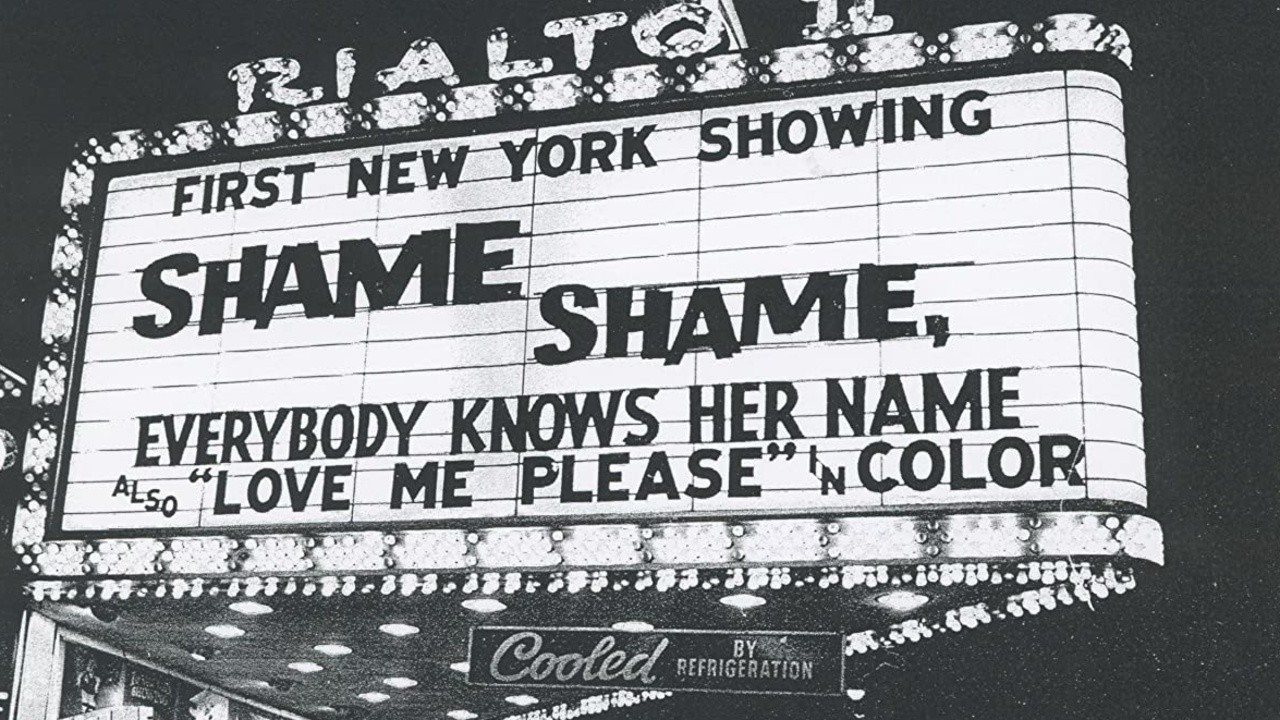 RIALTO II
FIRST NEW YORK SHOWING
SHAME
SHAME,
EVERYBODY KNOWS HER NAME
ALSO "LOVE ME PLEASE" IN COLOR
Cooled BY
REFRIGERATION